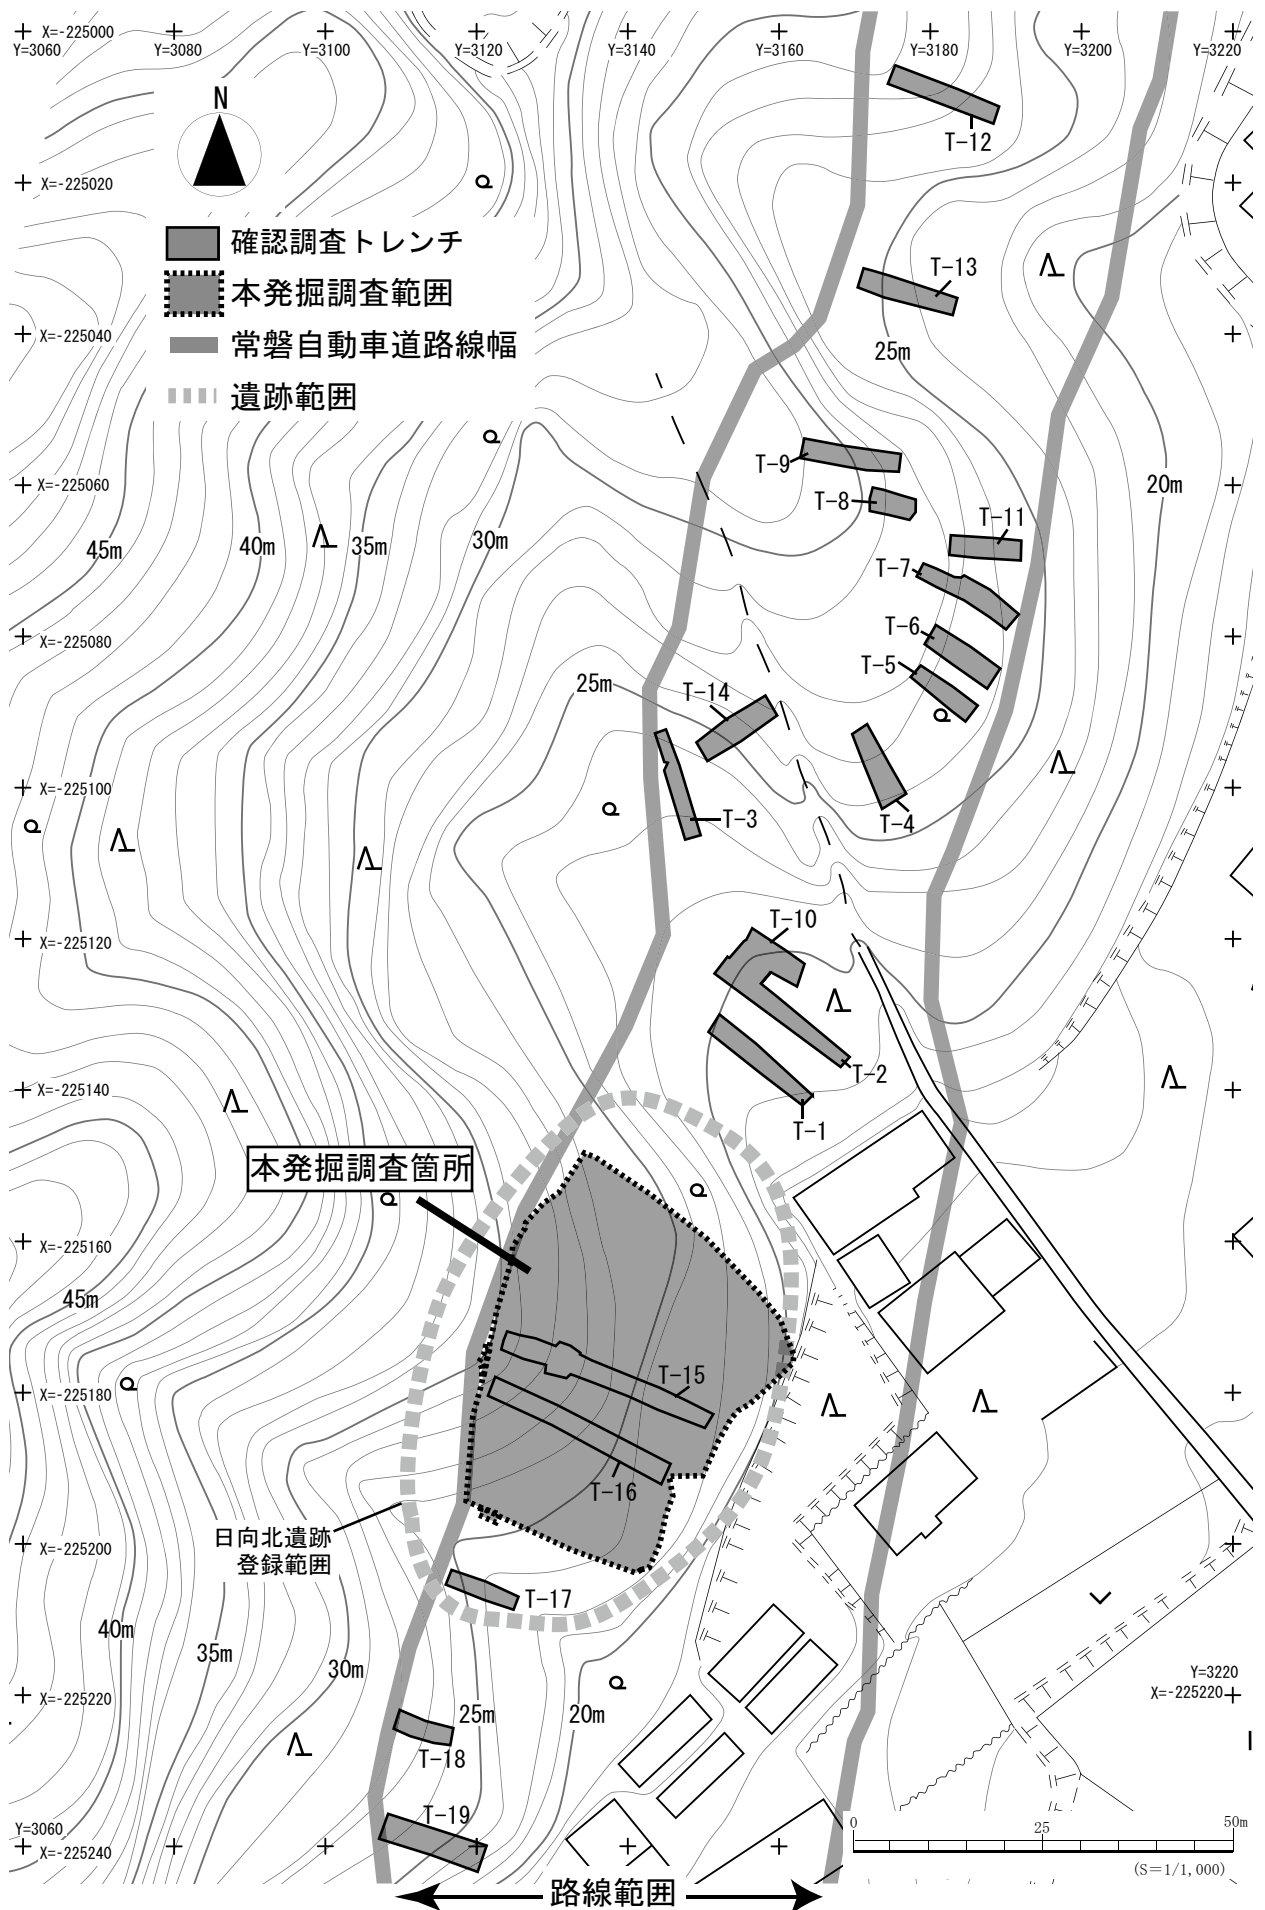 X=-225000
Y=3060
Y=3080
Y=3100
Y=3120
Y=3140
Y=3160
Y=3180
Y=3200
Y=3220
N
T-12
X=-225020
確認調査トレンチ
T-13
本発掘調査範囲
X=-225040
常磐自動車道路線幅
25m
遺跡範囲
T-9
X=-225060
20m
T-8
T-11
45m
40m
35m
30m
T-7
T-6
X=-225080
T-5
25m
T-14
X=-225100
T-3
T-4
T-10
X=-225120
T-2
X=-225140
T-1
本発掘調査箇所
X=-225160
45m
T-15
X=-225180
T-16
日向北遺跡
登録範囲
X=-225200
T-17
40m
35m
30m
Y=3220
X=-225220
X=-225220
25m
20m
T-18
T-19
Y=3060
X=-225240
0
25
50m
(S=1/1,000)
路線範囲